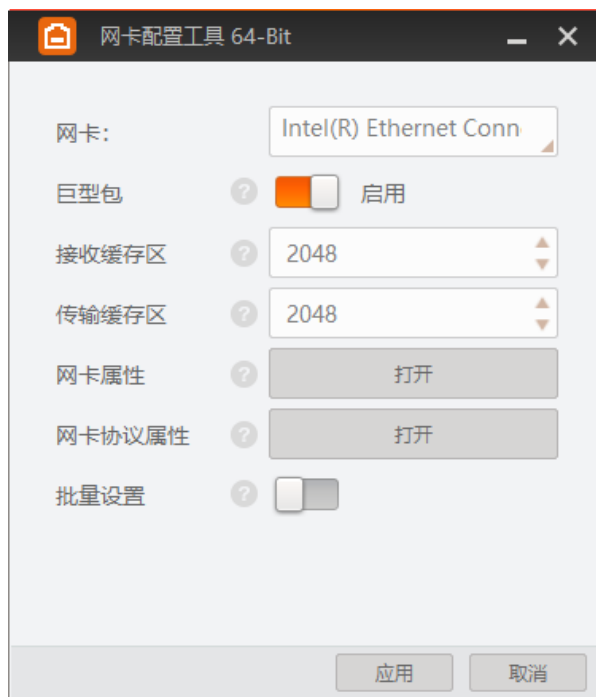 网卡配置工具 64-Bit
网卡: Intel(R) Ethernet Conn
巨型包 ? 启用
接收缓存区 ? 2048
传输缓存区 ? 2048
网卡属性 ? 打开
网卡协议属性 ? 打开
批量设置 ?
应用 取消